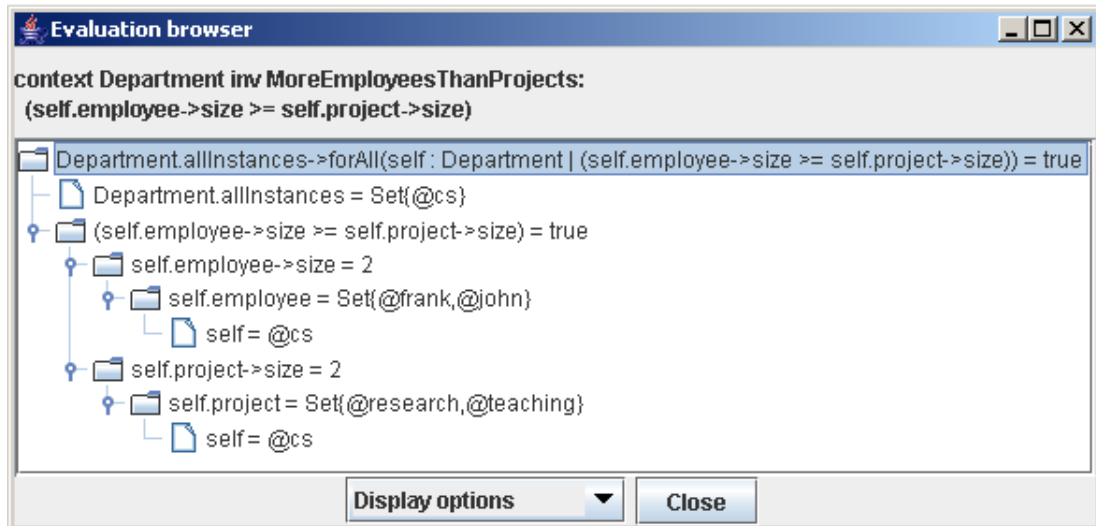 Evaluation browser
context Department inv MoreEmployeesThanProjects:
(self.employee->size >= self.project->size)
Department.allInstances->forAll(self : Department | (self.employee->size >= self.project->size)) = true
Department.allInstances = Set{@cs}
(self.employee->size >= self.project->size) = true
self.employee->size = 2
self.employee = Set{@frank,@john}
self = @cs
self.project->size = 2
self.project = Set{@research,@teaching}
self = @cs
Display options Close